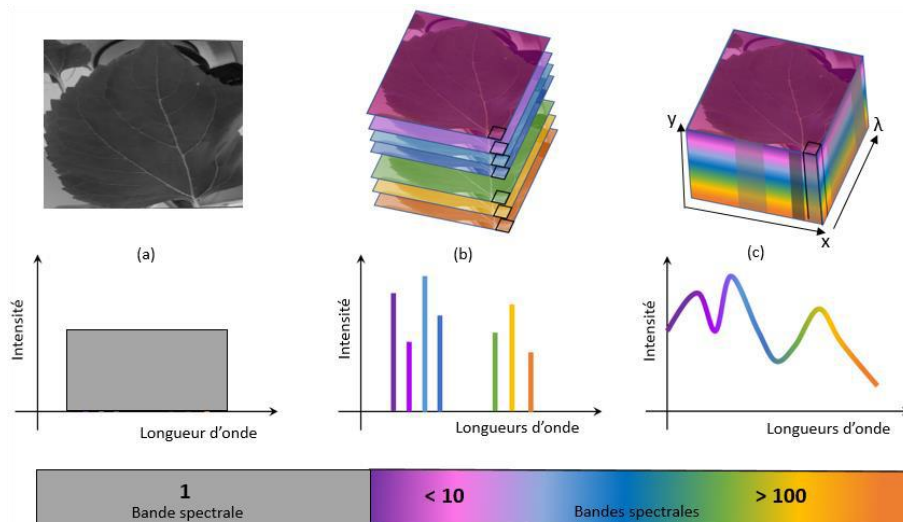 y
λ
x
(a)
(b)
(c)
Intensité
Longueur d'onde
Intensité
Longueurs d'onde
Intensité
Longueurs d'onde
1
Bande spectrale
< 10
> 100
Bandes spectrales